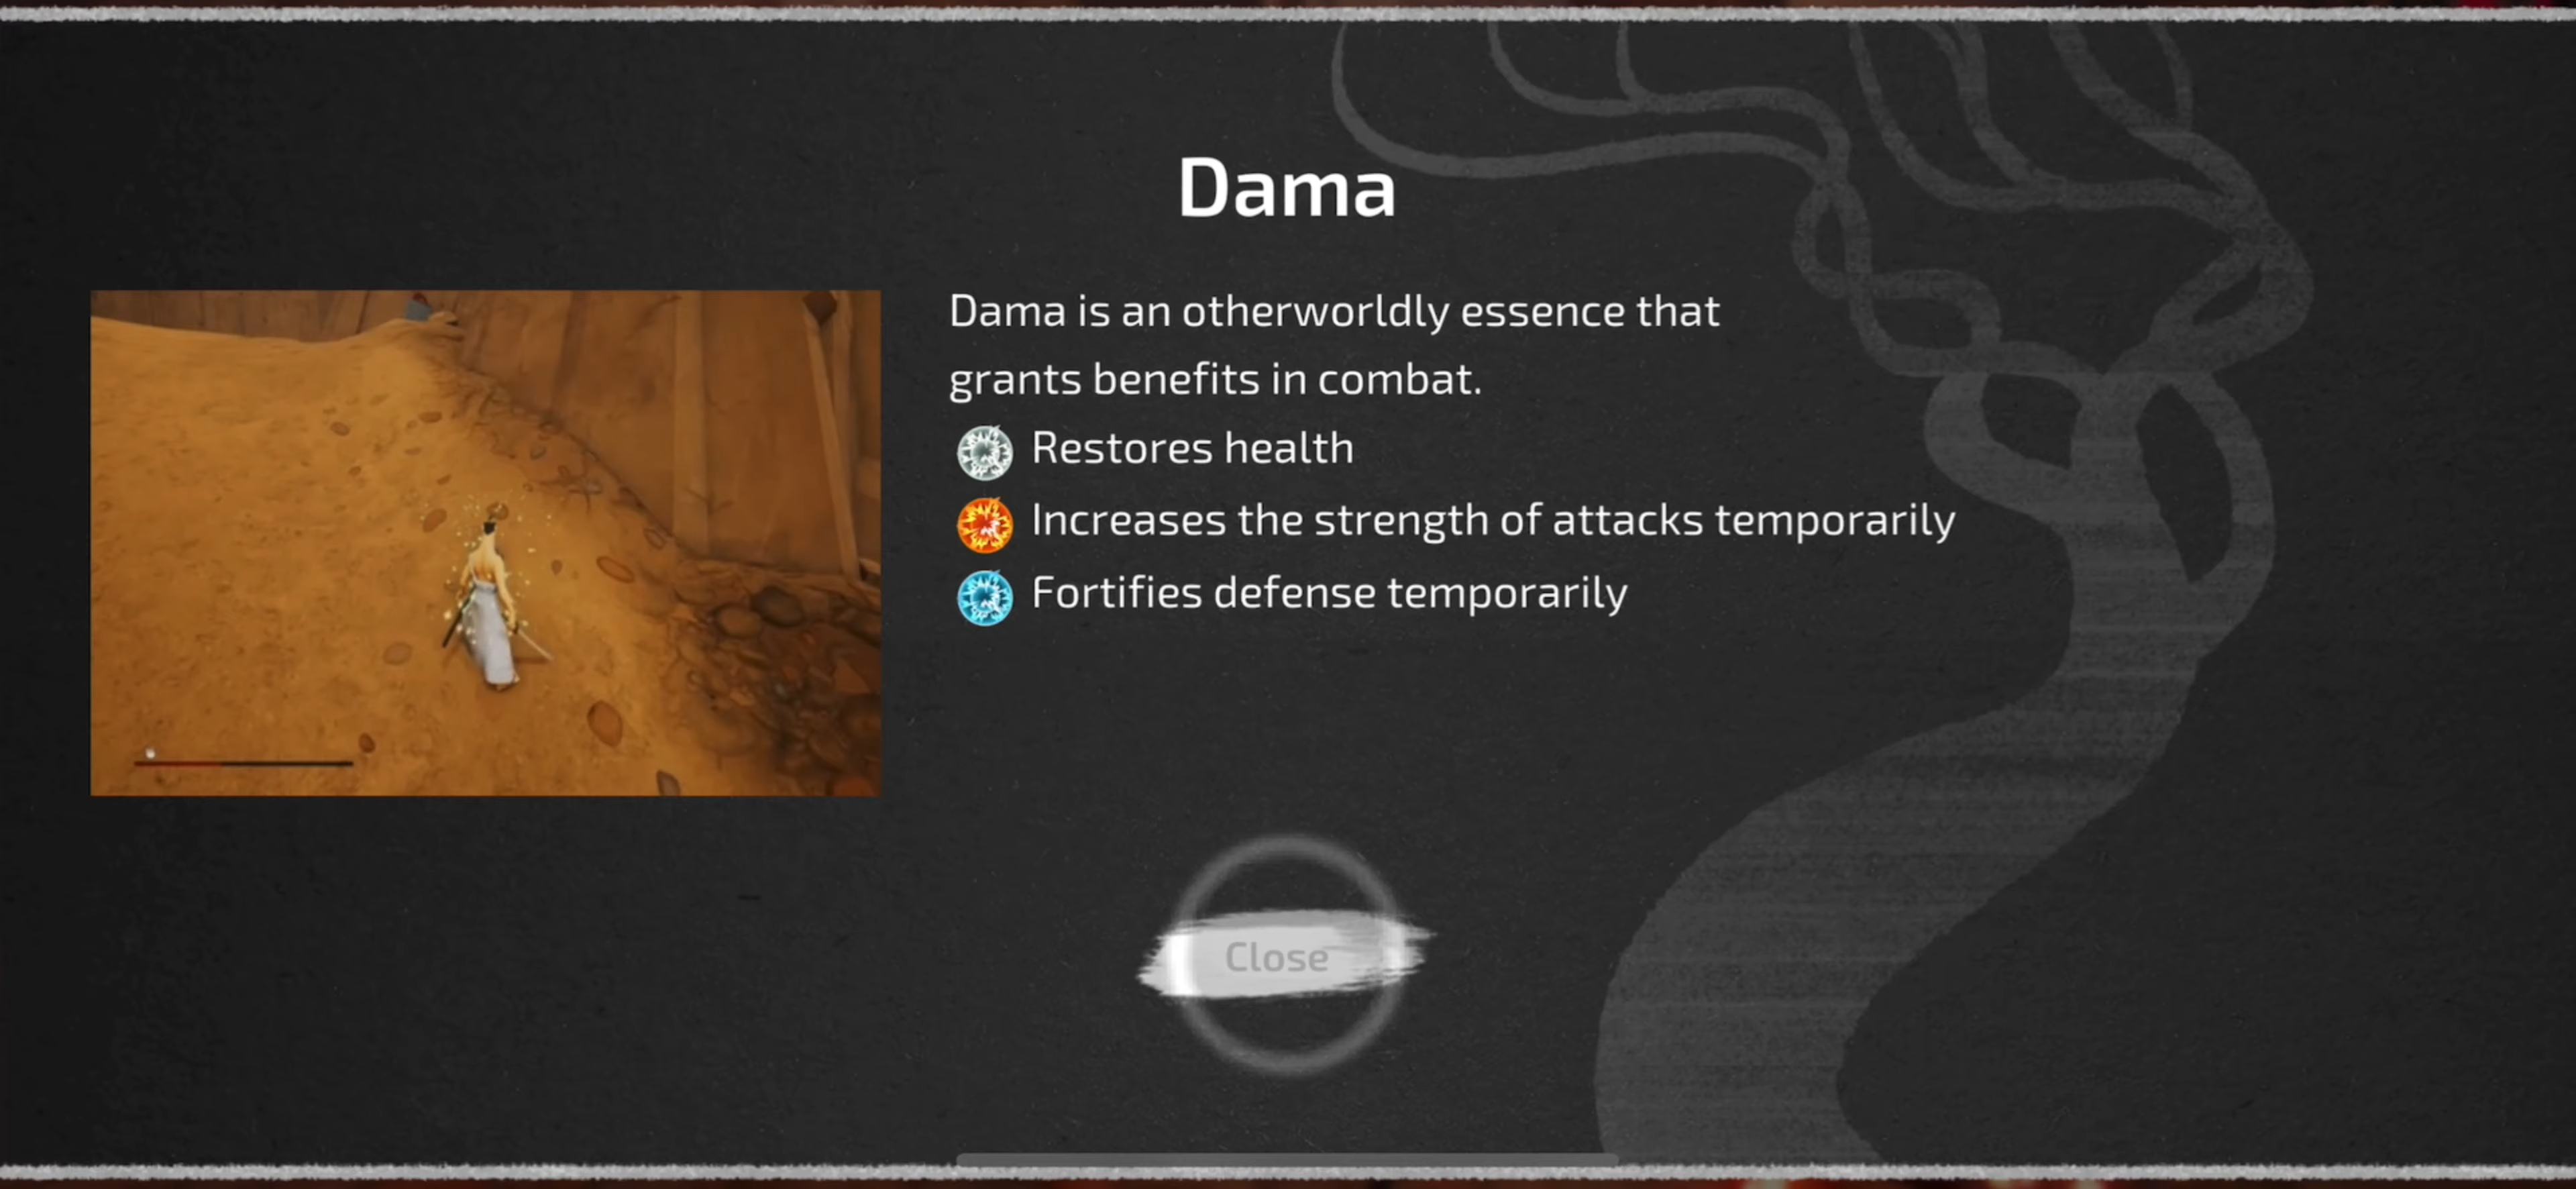 Dama
Dama is an otherworldly essence that
grants benefits in combat.
Restores health
Increases the strength of attacks temporarily
Fortifies defense temporarily
Close